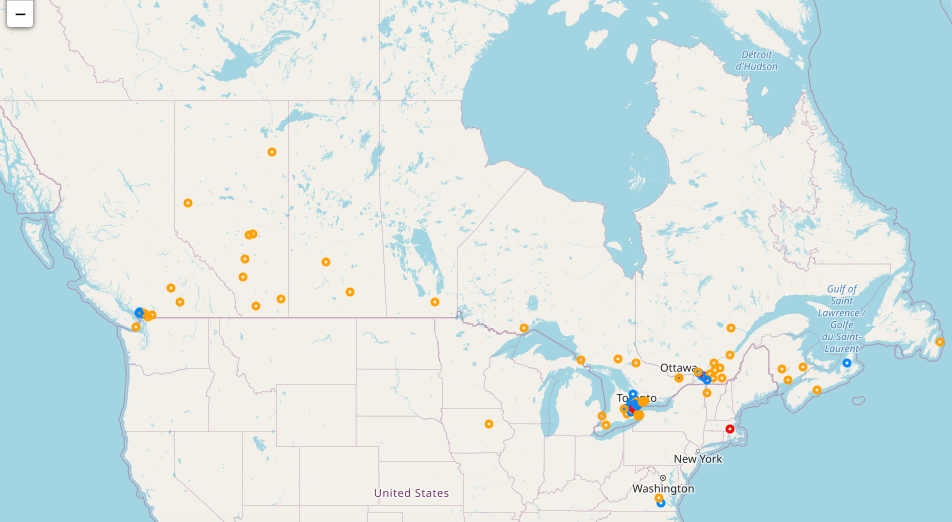 −
Détroit
d'Hudson
Gulf of
Saint
Lawrence /
Golfe
du Saint-
Laurent
Ottawa
Toronto
New York
Washington
United States